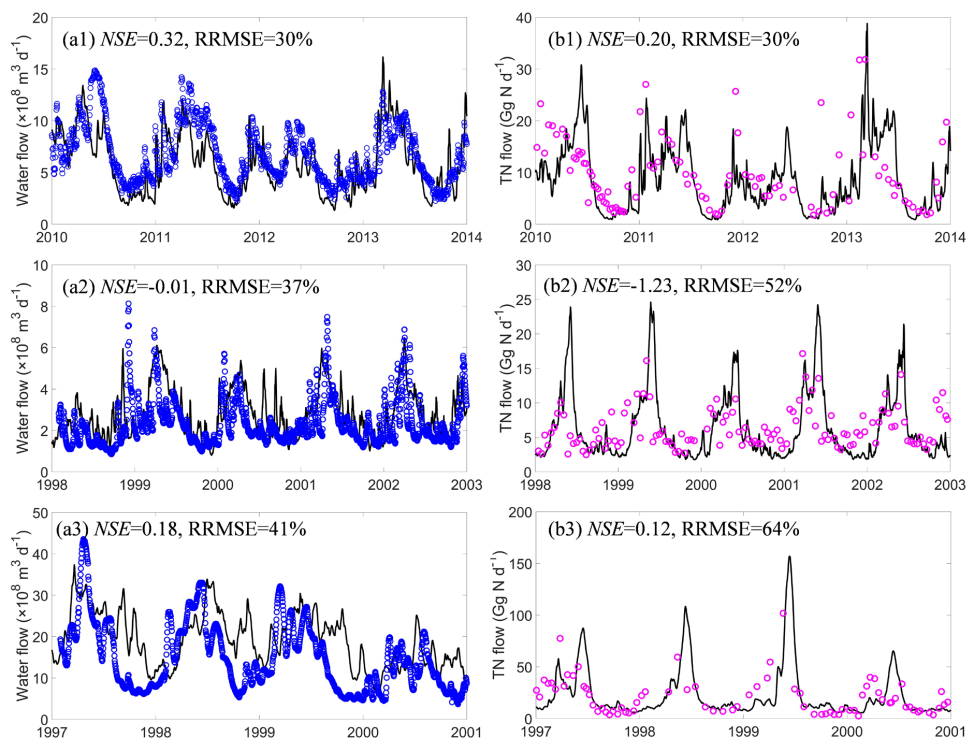 (a1) NSE=0.32, RRMSE=30%
Water flow (×10⁸ m³ d⁻¹)
20
15
10
5
0
2010 2011 2012 2013 2014
(b1) NSE=0.20, RRMSE=30%
TN flow (Gg N d⁻¹)
40
30
20
10
0
2010 2011 2012 2013 2014
(a2) NSE=-0.01, RRMSE=37%
Water flow (×10⁸ m³ d⁻¹)
10
8
6
4
2
0
1998 1999 2000 2001 2002 2003
(b2) NSE=-1.23, RRMSE=52%
TN flow (Gg N d⁻¹)
30
25
20
15
10
5
0
1998 1999 2000 2001 2002 2003
(a3) NSE=0.18, RRMSE=41%
Water flow (×10⁸ m³ d⁻¹)
50
40
30
20
10
0
1997 1998 1999 2000 2001
(b3) NSE=0.12, RRMSE=64%
TN flow (Gg N d⁻¹)
200
150
100
50
0
1997 1998 1999 2000 2001